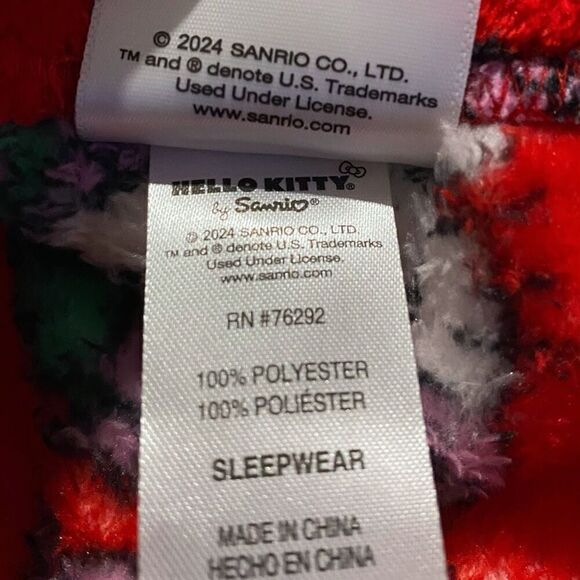 © 2024 SANRIO CO., LTD.
TM and ® denote U.S. Trademarks
Used Under License.
www.sanrio.com
HELLO KITTY®
by Sanrio®
© 2024 SANRIO CO., LTD.
TM and ® denote U.S. Trademarks
Used Under License.
www.sanrio.com
RN #76292
100% POLYESTER
100% POLIÉSTER
SLEEPWEAR
MADE IN CHINA
HECHO EN CHINA